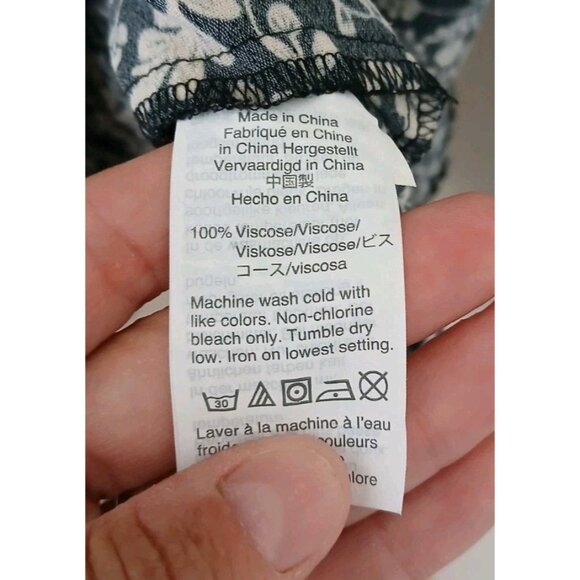 Made in China
Fabriqué en Chine
in China Hergestellt
Vervaardigd in China
中国製
Hecho en China
100% Viscose/Viscose/
Viskose/Viscose/ビス
コース/viscosa
Machine wash cold with
like colors. Non-chlorine
bleach only. Tumble dry
low. Iron on lowest setting.
30
Laver à la machine à l'eau
froide couleurs